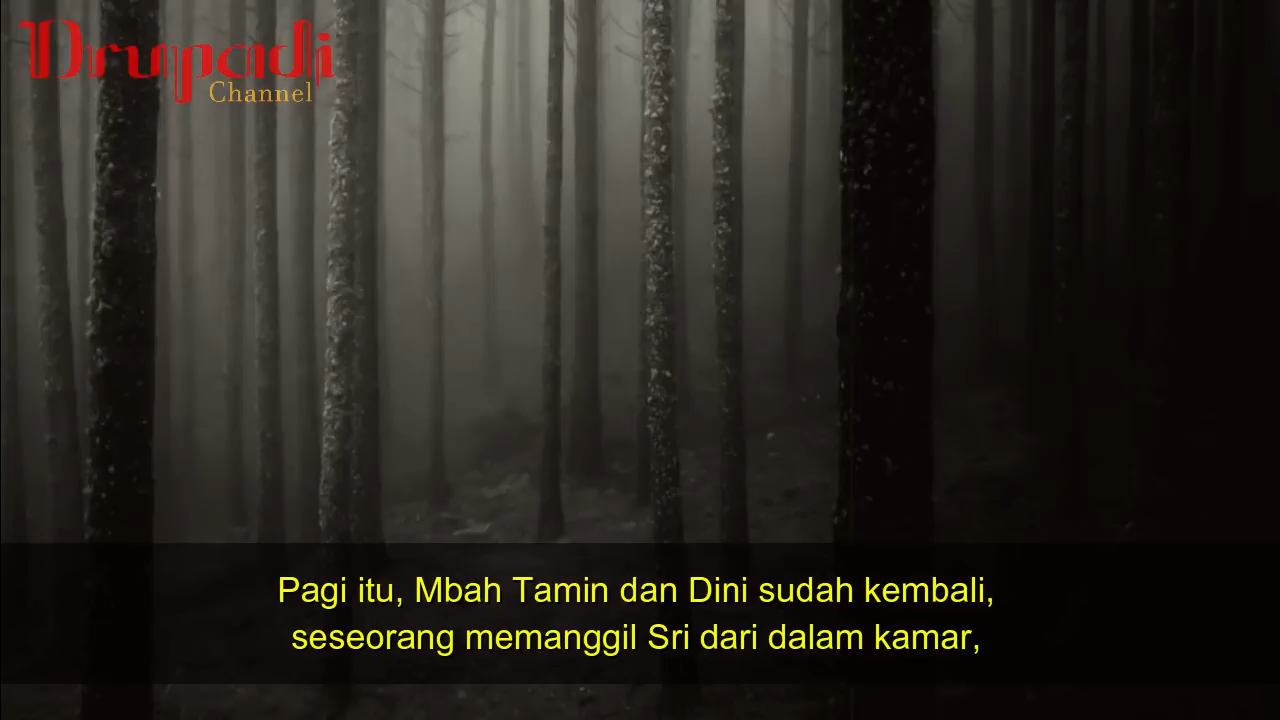 Drupadi
Channel
Pagi itu, Mbah Tamin dan Dini sudah kembali,
seseorang memanggil Sri dari dalam kamar,